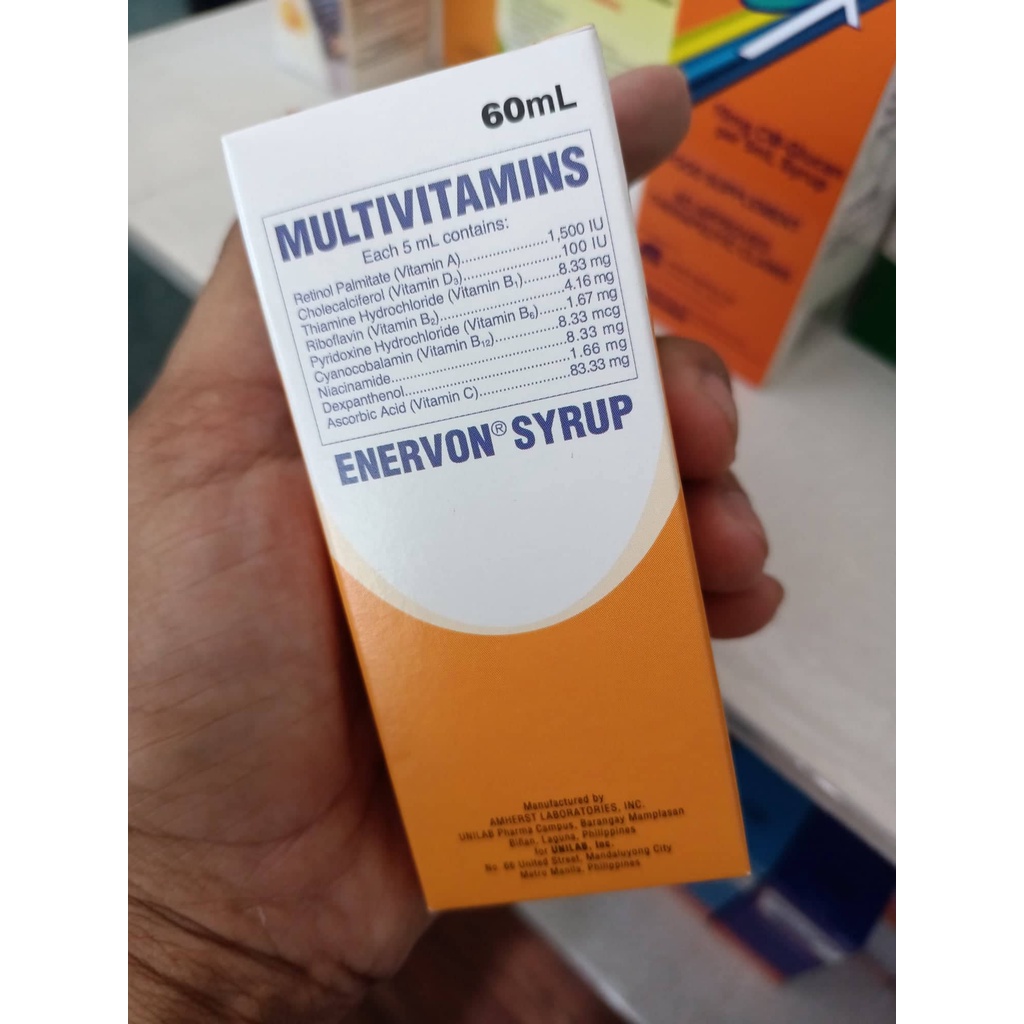 60mL
MULTIVITAMINS
Each 5 mL contains:
Retinol Palmitate (Vitamin A)..................1,500 IU
Cholecalciferol (Vitamin D₃)....................100 IU
Thiamine Hydrochloride (Vitamin B₁)........8.33 mg
Riboflavin (Vitamin B₂)..........................4.16 mg
Pyridoxine Hydrochloride (Vitamin B₆)......1.67 mg
Cyanocobalamin (Vitamin B₁₂)................8.33 mcg
Niacinamide............................................8.33 mg
Dexpanthenol..........................................1.66 mg
Ascorbic Acid (Vitamin C).......................83.33 mg
ENERVON® SYRUP
Manufactured by
AMHERST LABORATORIES, INC.
UNILAB Pharma Campus, Barangay Mamplasan
Biñan, Laguna, Philippines
for UNILAB, Inc.
No. 66 United Street, Mandaluyong City
Metro Manila, Philippines
per 5mL Syrup